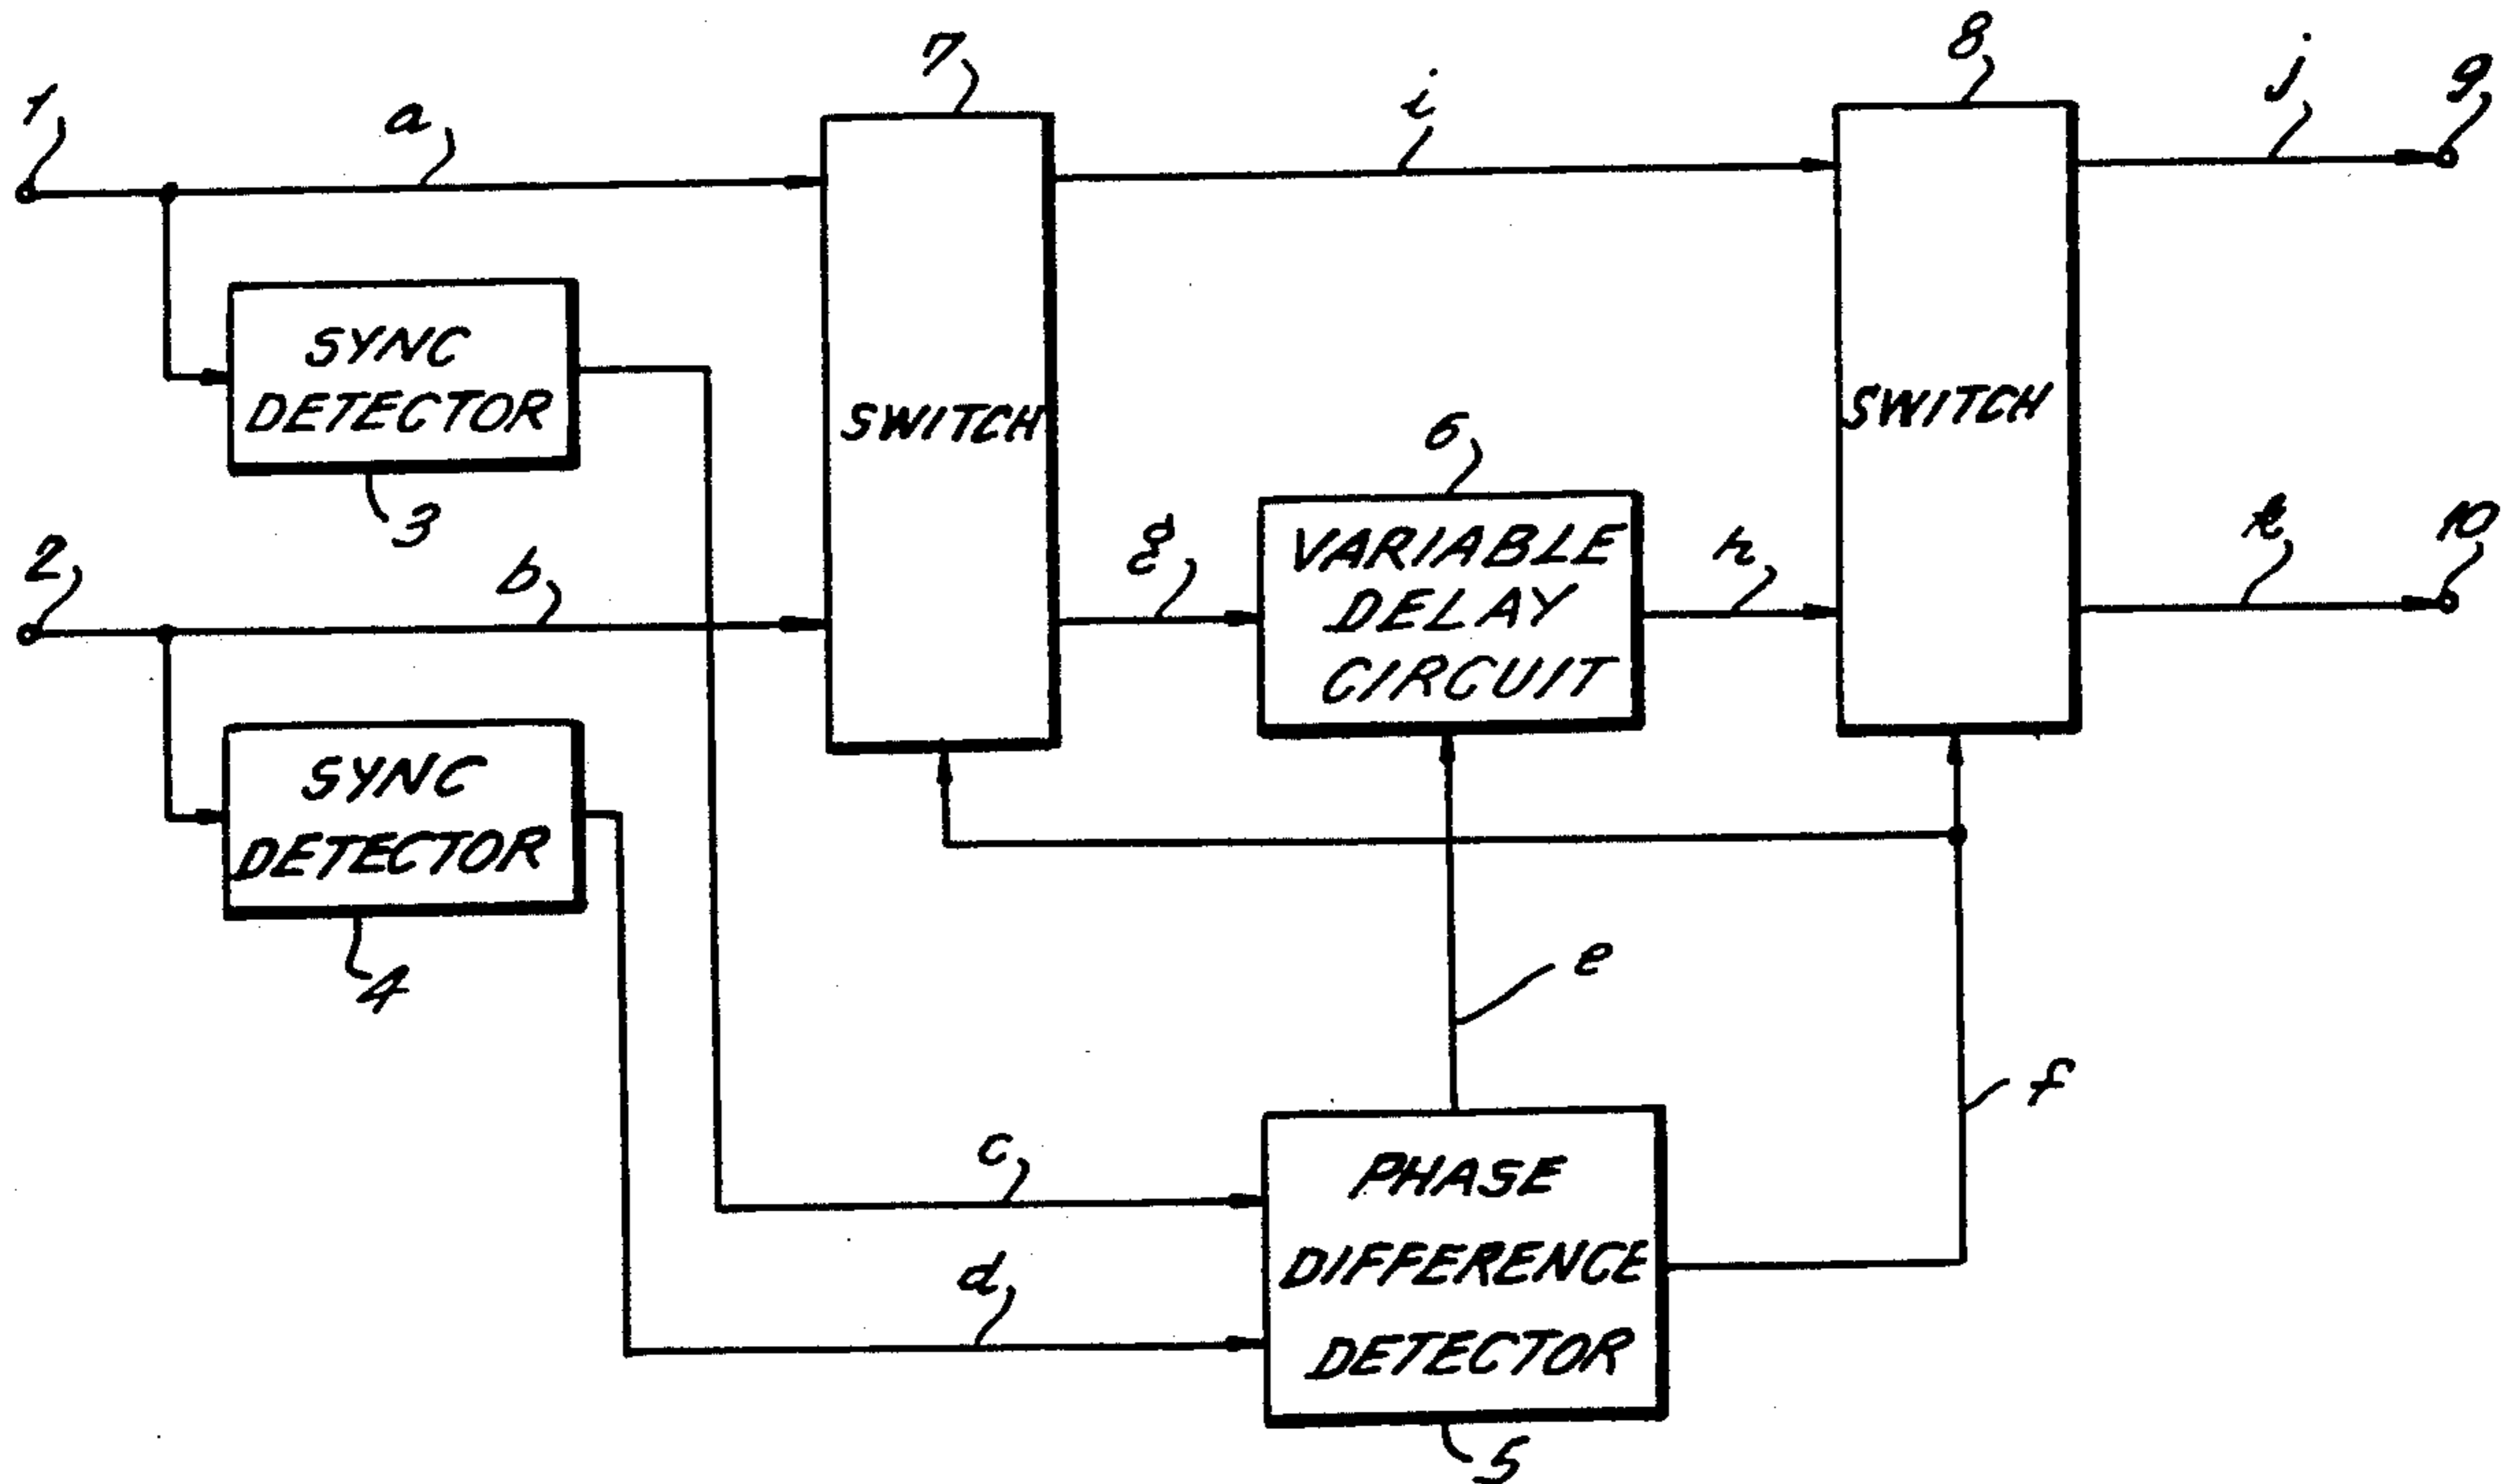 1
a
7
i
8
j
9
SYNC
DETECTOR
3
SWITCH
SWITCH
2
b
g
6
VARIABLE
DELAY
CIRCUIT
h
k
10
SYNC
DETECTOR
4
e
f
c
d
PHASE
DIFFERENCE
DETECTOR
5